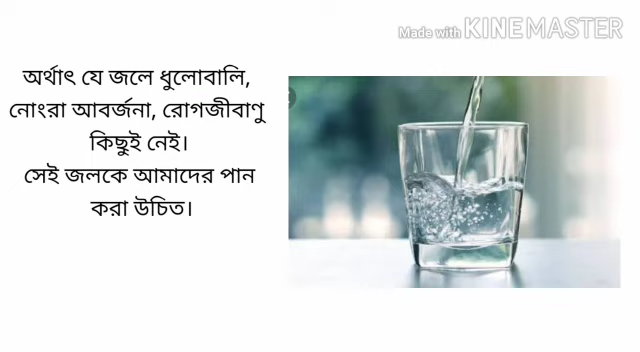 Made with KINEMASTER
অর্থাৎ যে জলে ধুলোবালি,
নোংরা আবর্জনা, রোগজীবাণু
কিছুই নেই।
সেই জলকে আমাদের পান
করা উচিত।